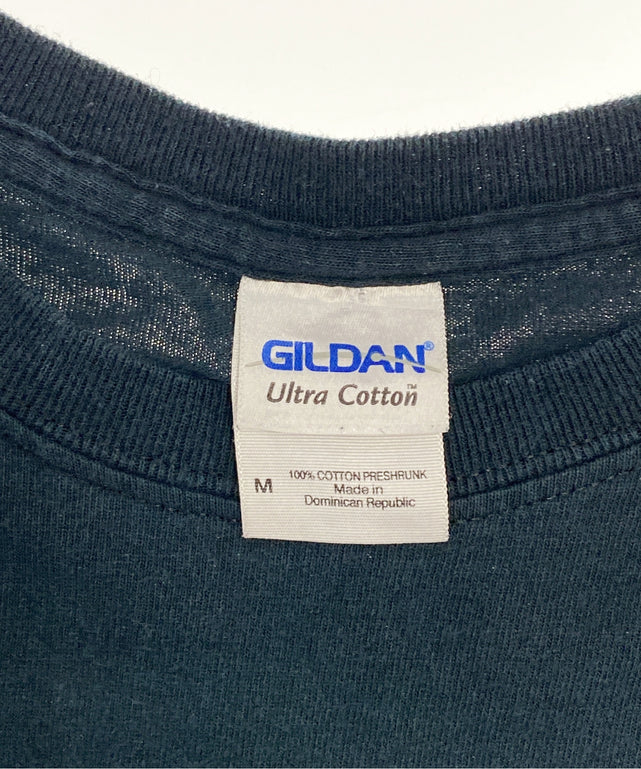 GILDAN®
Ultra Cotton™
M
100% COTTON PRESHRUNK
Made in
Dominican Republic